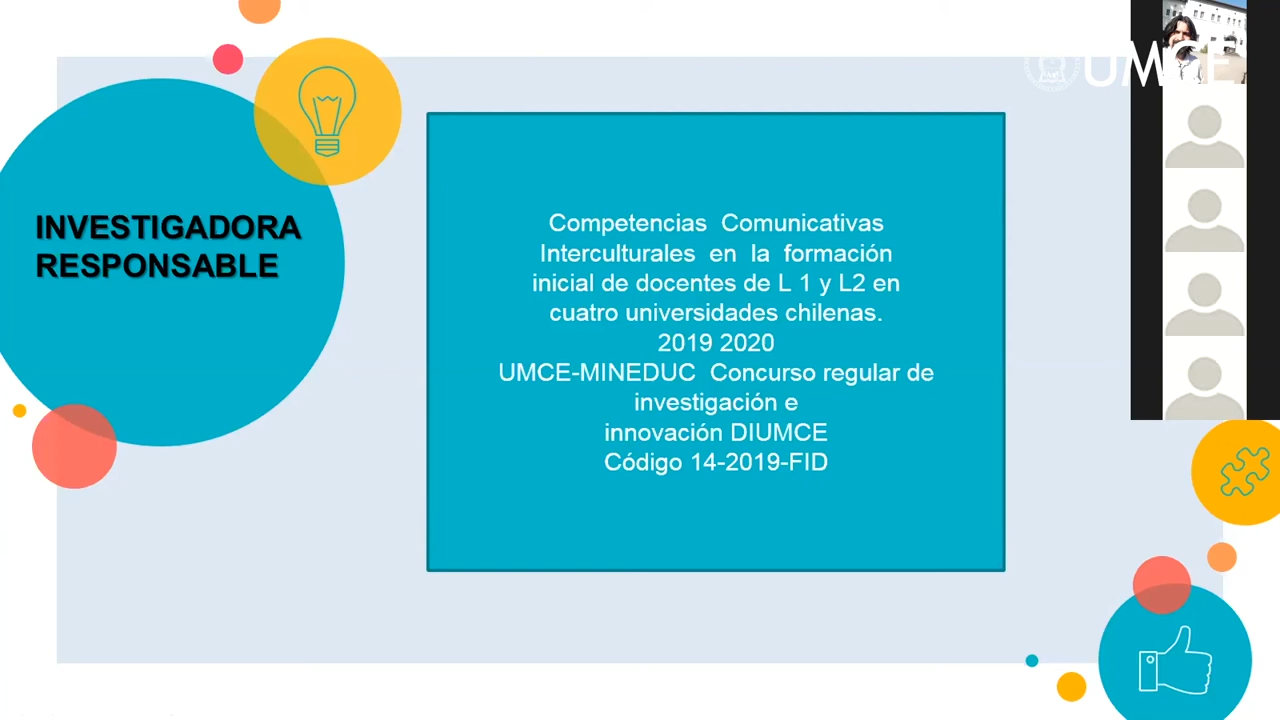 UMCE
INVESTIGADORA
RESPONSABLE
Competencias Comunicativas
Interculturales en la formación
inicial de docentes de L 1 y L2 en
cuatro universidades chilenas.
2019 2020
UMCE-MINEDUC Concurso regular de
investigación e
innovación DIUMCE
Código 14-2019-FID